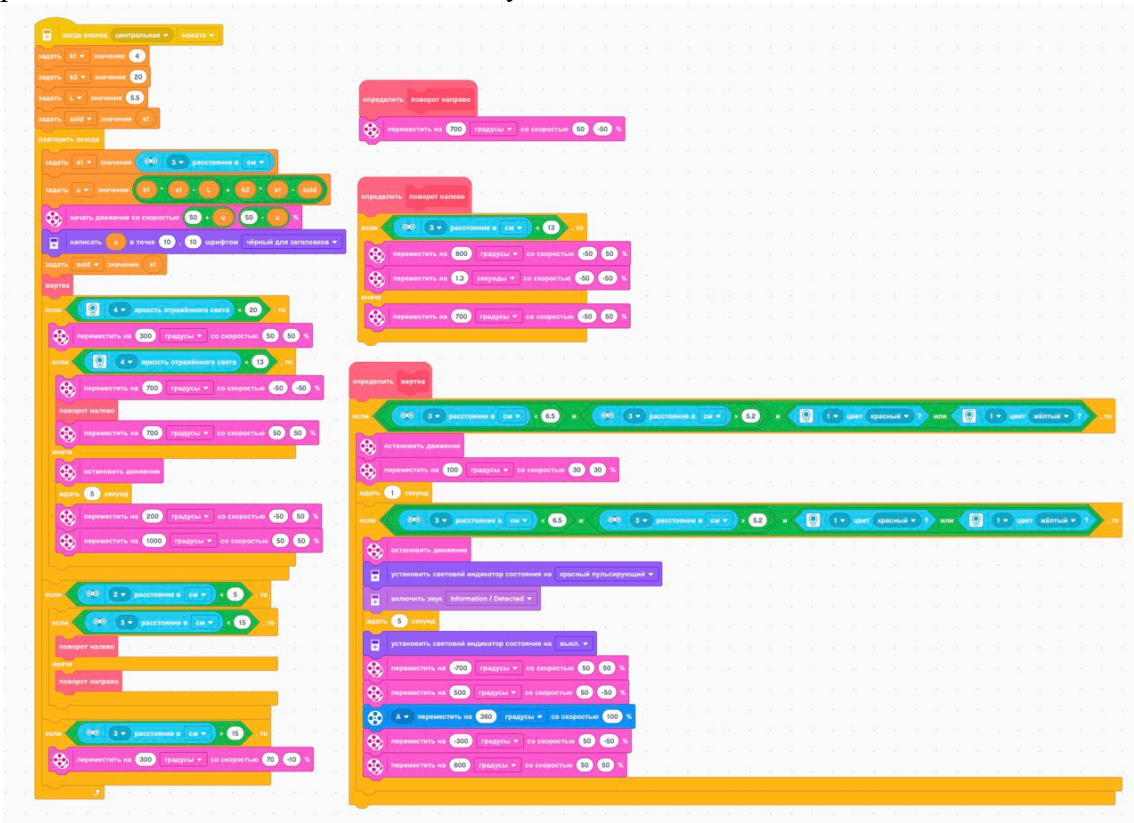 когда кнопка центральная нажата
задать k1 значение 4
задать k2 значение 20
задать L значение 5.5
задать sold значение s1
повторять всегда
задать s1 значение 3 расстояние в см
задать u значение k1 * s1 - L + k2 * s1 - sold
начать движение со скоростью 50 + u 50 - u %
написать u в точке 10 , 10 шрифтом чёрный для заголовков
задать sold значение s1
жертва
если 4 яркость отражённого света < 20 , то
переместить на 300 градусы со скоростью 50 50 %
если 4 яркость отражённого света < 13 , то
переместить на 700 градусы со скоростью -50 -50 %
поворот налево
переместить на 700 градусы со скоростью 50 50 %
иначе
остановить движение
ждать 5 секунд
переместить на 200 градусы со скоростью -50 50 %
переместить на 1000 градусы со скоростью 50 50 %
если 2 расстояние в см < 5 , то
если 3 расстояние в см < 15 , то
поворот налево
иначе
поворот направо
если 3 расстояние в см > 15 , то
переместить на 300 градусы со скоростью 70 -10 %
определить поворот направо
переместить на 700 градусы со скоростью 50 -50 %
определить поворот налево
если 3 расстояние в см < 13 , то
переместить на 800 градусы со скоростью -50 50 %
переместить на 1.3 секунды со скоростью -50 -50 %
иначе
переместить на 700 градусы со скоростью -50 50 %
определить жертва
если 3 расстояние в см < 6.5 и 3 расстояние в см > 5.2 и 1 цвет красный ? или 1 цвет жёлтый ? , то
остановить движение
переместить на 100 градусы со скоростью 30 30 %
ждать 1 секунд
если 3 расстояние в см < 6.5 и 3 расстояние в см > 5.2 и 1 цвет красный ? или 1 цвет жёлтый ? , то
остановить движение
установить световой индикатор состояния на красный пульсирующий
включить звук Information / Detected
ждать 5 секунд
установить световой индикатор состояния на выкл.
переместить на -700 градусы со скоростью 50 50 %
переместить на 500 градусы со скоростью 50 -50 %
A переместить на 360 градусы со скоростью 100 %
переместить на -300 градусы со скоростью 50 -50 %
переместить на 600 градусы со скоростью 50 50 %